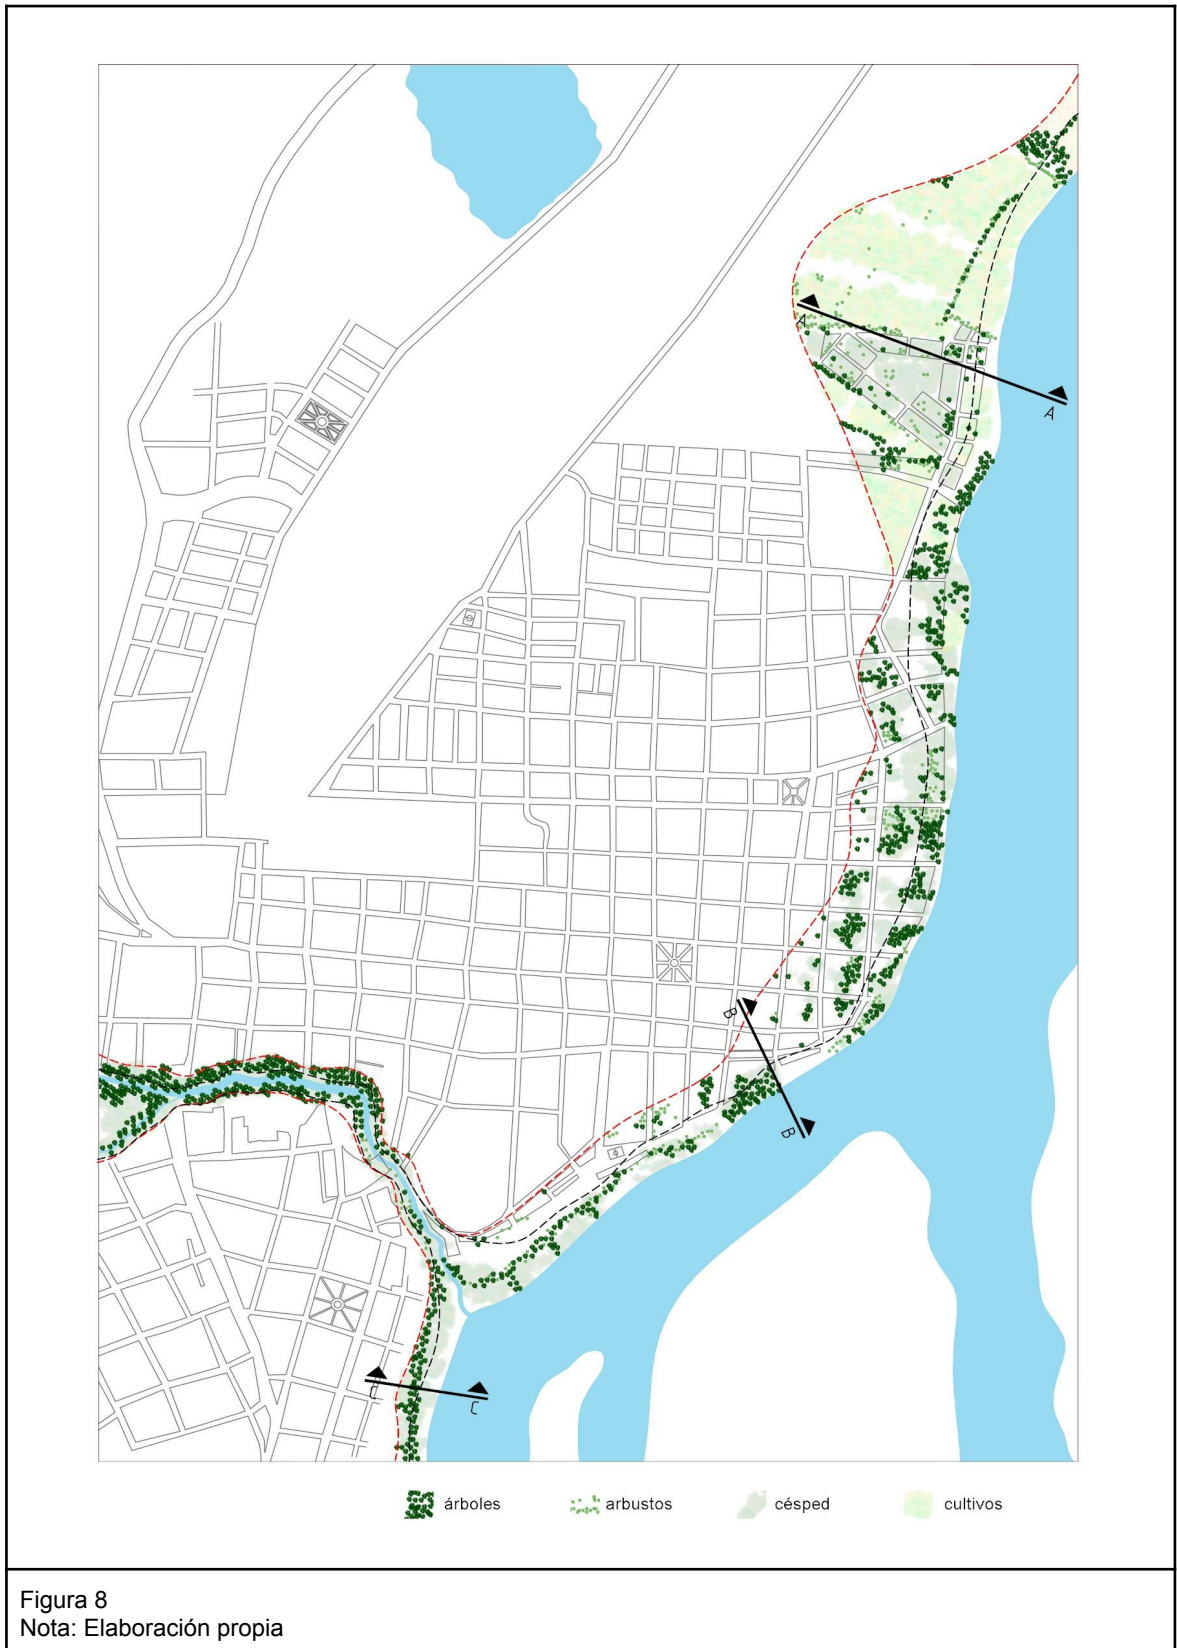 A
A
B
B
C
C
árboles arbustos césped cultivos
Figura 8
Nota: Elaboración propia